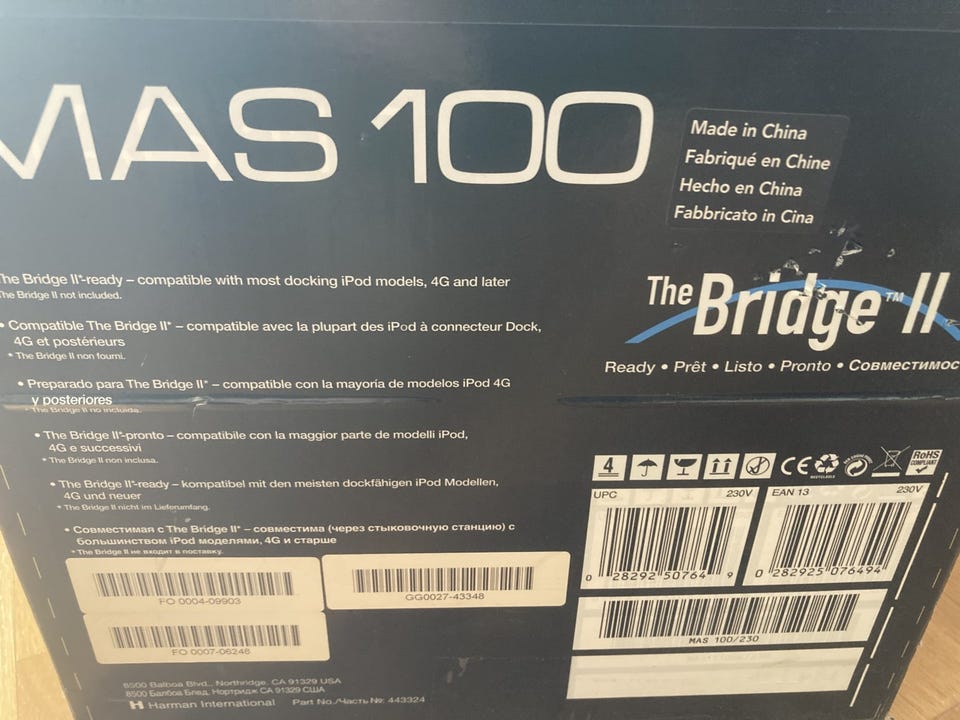 MAS 100
Made in China
Fabriqué en Chine
Hecho en China
Fabbricato in Cina
The Bridge II*-ready – compatible with most docking iPod models, 4G and later
The Bridge II not included.
• Compatible The Bridge II* – compatible avec la plupart des iPod à connecteur Dock,
4G et postérieurs
* The Bridge II non fourni.
• Preparado para The Bridge II* – compatible con la mayoría de modelos iPod 4G
y posteriores
* The Bridge II no incluida.
• The Bridge II*-pronto – compatibile con la maggior parte de modelli iPod,
4G e successivi
* The Bridge II non inclusa.
• The Bridge II*-ready – kompatibel mit den meisten dockfähigen iPod Modellen,
4G und neuer
* The Bridge II nicht im Lieferumfang.
• Совместимая с The Bridge II* – совместима (через стыковочную станцию) с
большинством iPod моделями, 4G и старше
* The Bridge II не входит в поставку.
The Bridge™ II
Ready • Prêt • Listo • Pronto • Совместимос
4 CE RoHS
COMPLIANT
RECYCLABLE
UPC 230V
0 28292 50764 9
EAN 13 230V
0 282925 076494
MAS 100/230
FO 0004-09903
GG0027-43348
FO 0007-06248
8500 Balboa Blvd., Northridge, CA 91329 USA
8500 Балбоа Блвд, Нортридж CA 91329 США
H Harman International Part No./Часть №: 443324